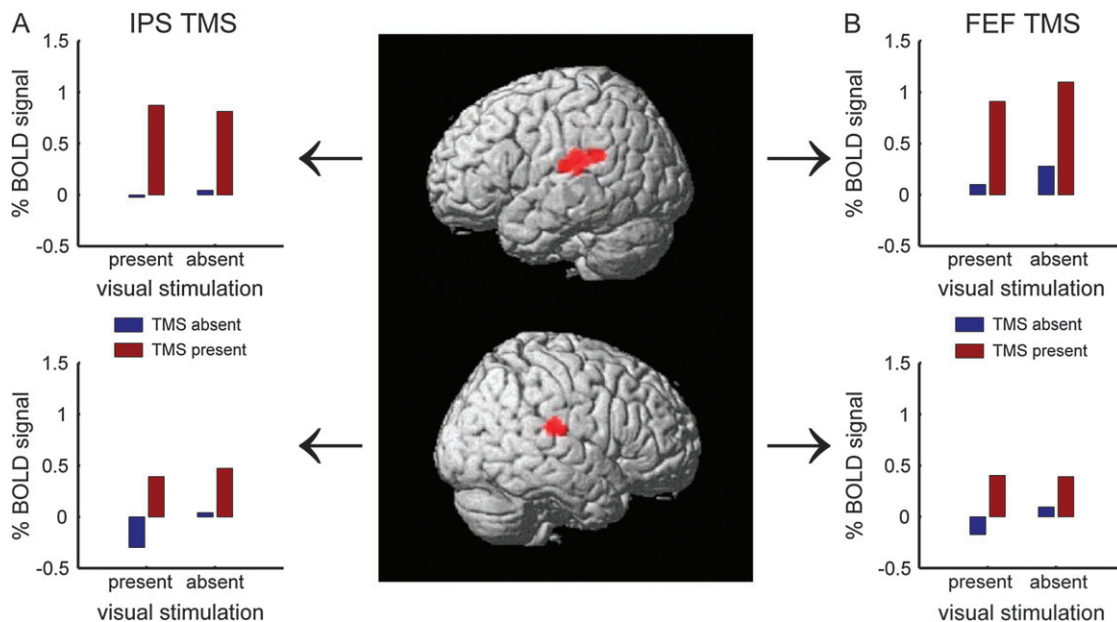 A IPS TMS
1.5
1
0.5
0
-0.5
% BOLD signal
present absent
visual stimulation
TMS absent
TMS present
1.5
1
0.5
0
-0.5
% BOLD signal
present absent
visual stimulation
B FEF TMS
1.5
1
0.5
0
-0.5
% BOLD signal
present absent
visual stimulation
TMS absent
TMS present
1.5
1
0.5
0
-0.5
% BOLD signal
present absent
visual stimulation